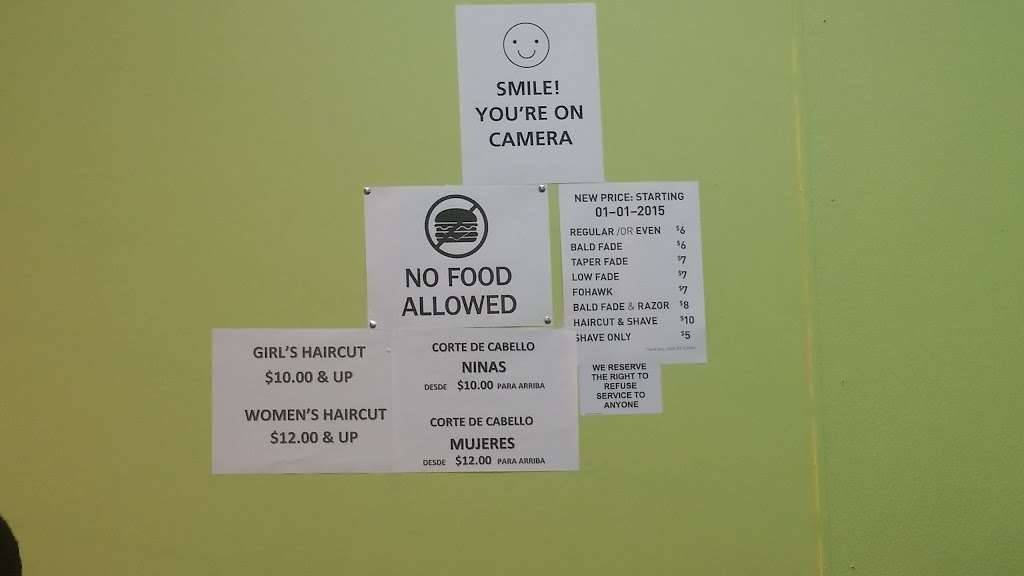 SMILE!
YOU'RE ON
CAMERA
NO FOOD
ALLOWED
NEW PRICE: STARTING
01-01-2015
REGULAR /OR EVEN $6
BALD FADE $6
TAPER FADE $7
LOW FADE $7
FOHAWK $7
BALD FADE & RAZOR $8
HAIRCUT & SHAVE $10
SHAVE ONLY $5
GIRL'S HAIRCUT
$10.00 & UP
WOMEN'S HAIRCUT
$12.00 & UP
CORTE DE CABELLO
NINAS
DESDE $10.00 PARA ARRIBA
CORTE DE CABELLO
MUJERES
DESDE $12.00 PARA ARRIBA
WE RESERVE
THE RIGHT TO
REFUSE
SERVICE TO
ANYONE